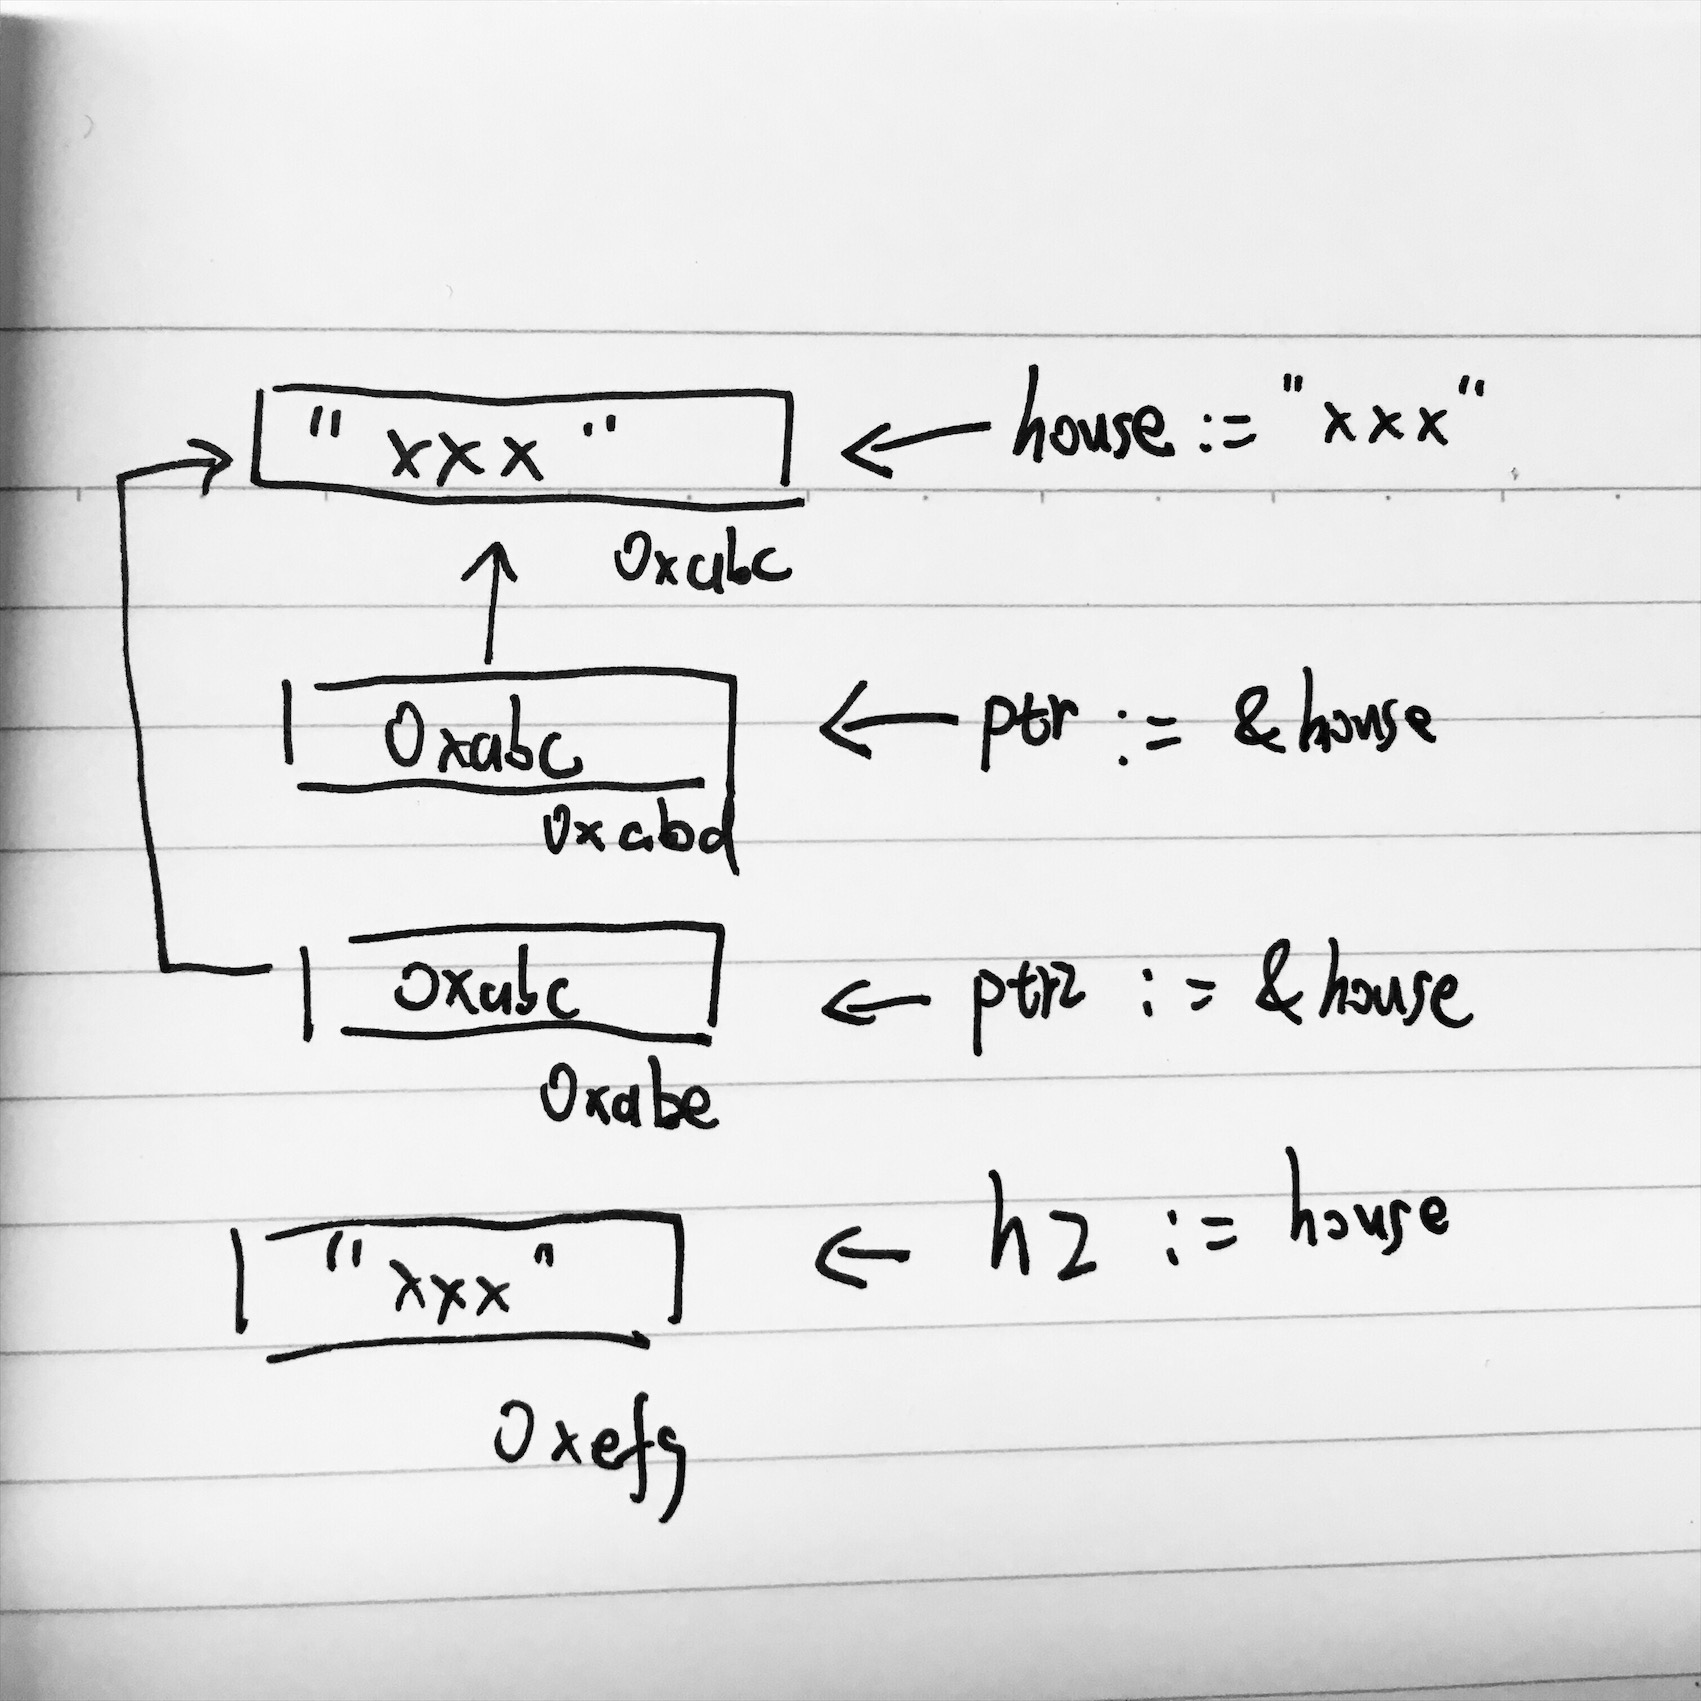 "xxx" ← house := "xxx"
0xabc
0xabc ← ptr := &house
0xabd
0xabc ← ptr2 := &house
0xabe
"xxx" ← h2 := house
0xefg